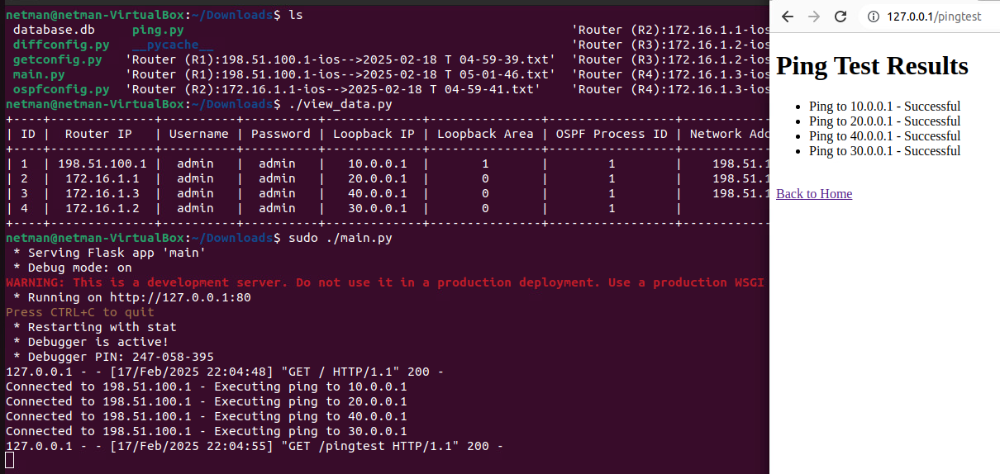 netman@netman-VirtualBox:~/Downloads$ ls
database.db ping.py 'Router (R2):172.16.1.1-ios
diffconfig.py __pycache__ 'Router (R3):172.16.1.2-ios
getconfig.py 'Router (R1):198.51.100.1-ios-->2025-02-18 T 04-59-39.txt' 'Router (R3):172.16.1.2-ios
main.py 'Router (R1):198.51.100.1-ios-->2025-02-18 T 05-01-46.txt' 'Router (R4):172.16.1.3-ios
ospfconfig.py 'Router (R2):172.16.1.1-ios-->2025-02-18 T 04-59-41.txt' 'Router (R4):172.16.1.3-ios
netman@netman-VirtualBox:~/Downloads$ ./view_data.py
+----+--------------+----------+----------+-------------+---------------+-----------------+------------
| ID | Router IP | Username | Password | Loopback IP | Loopback Area | OSPF Process ID | Network Add
+----+--------------+----------+----------+-------------+---------------+-----------------+------------
| 1 | 198.51.100.1 | admin | admin | 10.0.0.1 | 1 | 1 | 198.51.1
| 2 | 172.16.1.1 | admin | admin | 20.0.0.1 | 0 | 1 | 198.51.1
| 3 | 172.16.1.3 | admin | admin | 40.0.0.1 | 0 | 1 | 198.51.1
| 4 | 172.16.1.2 | admin | admin | 30.0.0.1 | 0 | 1 |
+----+--------------+----------+----------+-------------+---------------+-----------------+------------
netman@netman-VirtualBox:~/Downloads$ sudo ./main.py
* Serving Flask app 'main'
* Debug mode: on
WARNING: This is a development server. Do not use it in a production deployment. Use a production WSGI
* Running on http://127.0.0.1:80
Press CTRL+C to quit
* Restarting with stat
* Debugger is active!
* Debugger PIN: 247-058-395
127.0.0.1 - - [17/Feb/2025 22:04:48] "GET / HTTP/1.1" 200 -
Connected to 198.51.100.1 - Executing ping to 10.0.0.1
Connected to 198.51.100.1 - Executing ping to 20.0.0.1
Connected to 198.51.100.1 - Executing ping to 40.0.0.1
Connected to 198.51.100.1 - Executing ping to 30.0.0.1
127.0.0.1 - - [17/Feb/2025 22:04:55] "GET /pingtest HTTP/1.1" 200 -
127.0.0.1/pingtest
Ping Test Results
• Ping to 10.0.0.1 - Successful
• Ping to 20.0.0.1 - Successful
• Ping to 40.0.0.1 - Successful
• Ping to 30.0.0.1 - Successful
Back to Home